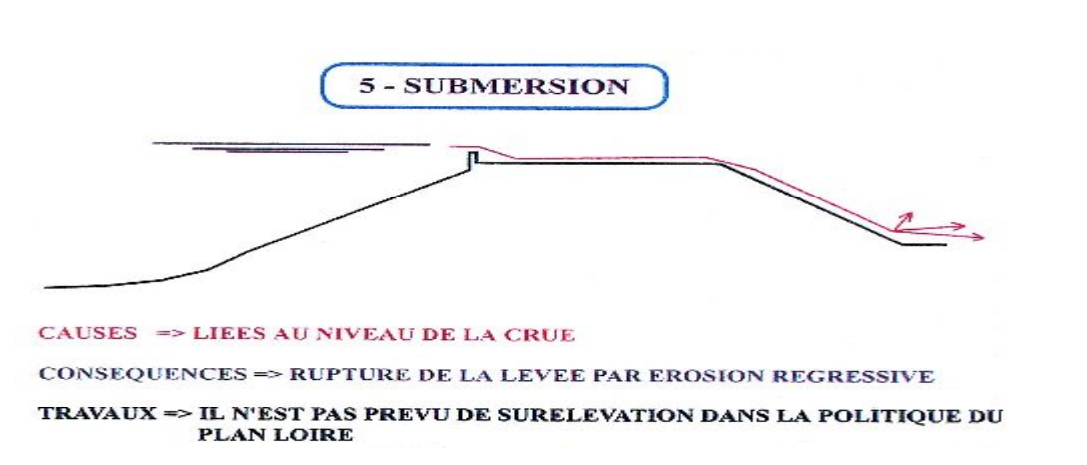 5 - SUBMERSION
CAUSES => LIEES AU NIVEAU DE LA CRUE
CONSEQUENCES => RUPTURE DE LA LEVEE PAR EROSION REGRESSIVE
TRAVAUX => IL N'EST PAS PREVU DE SURELEVATION DANS LA POLITIQUE DU
PLAN LOIRE